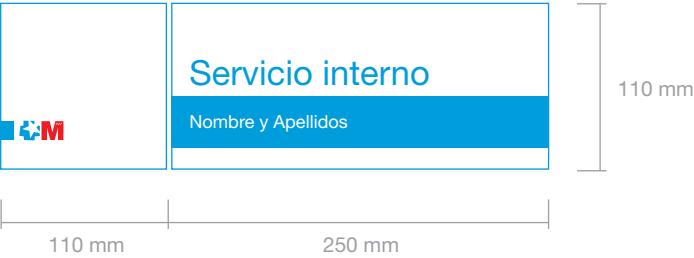 Servicio interno
Nombre y Apellidos
M
110 mm
110 mm
250 mm